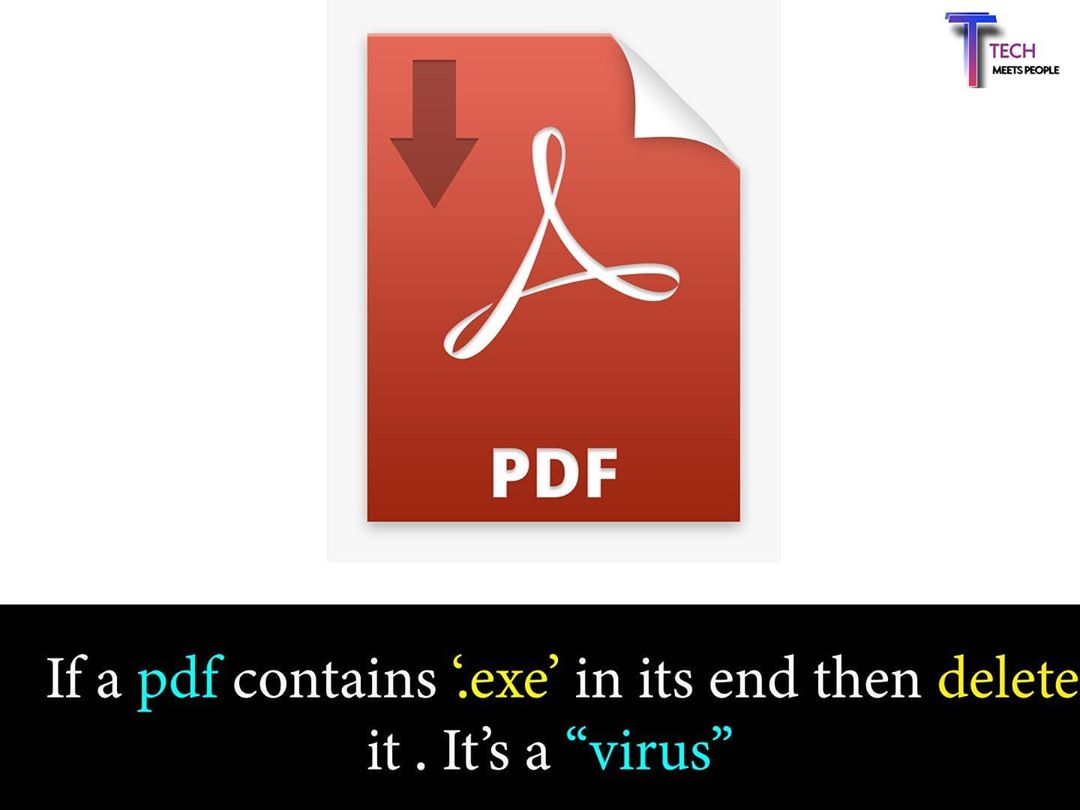 T TECH
MEETS PEOPLE
PDF
If a pdf contains ‘.exe’ in its end then delete
it . It’s a “virus”